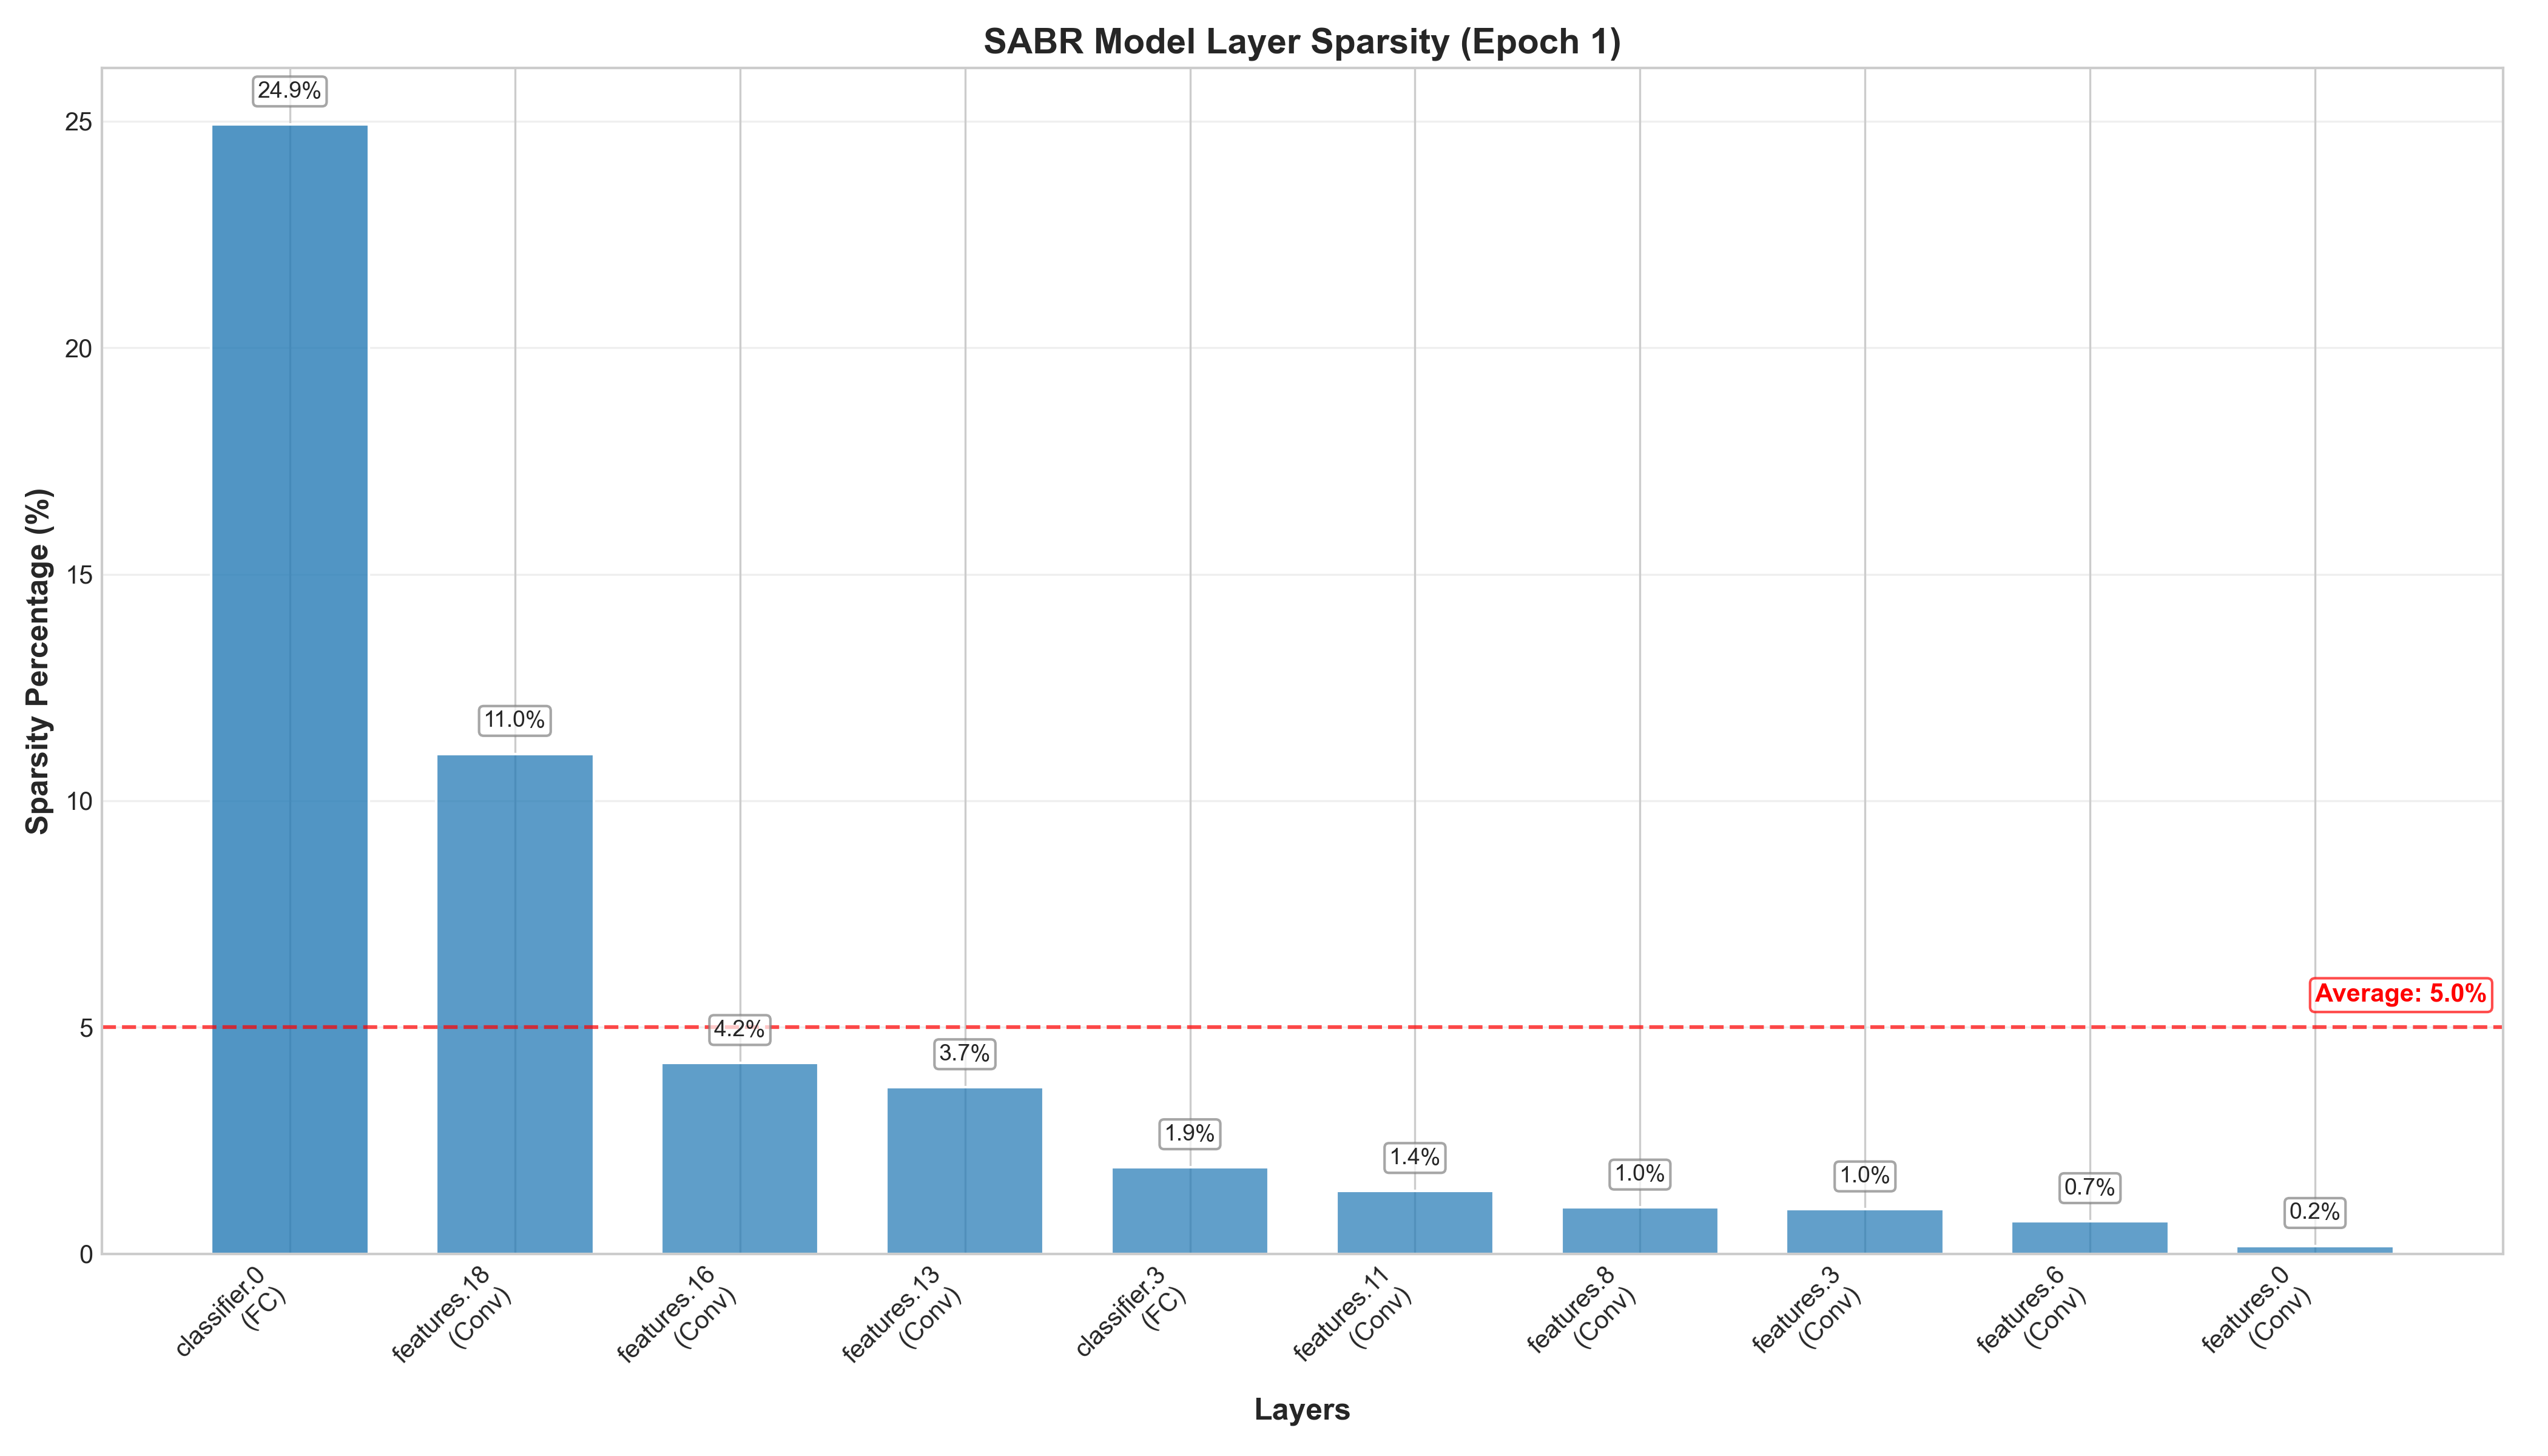 SABR Model Layer Sparsity (Epoch 1)
Sparsity Percentage (%)
25
20
15
10
5
0
24.9%
11.0%
4.2%
3.7%
1.9%
1.4%
1.0%
1.0%
0.7%
0.2%
Average: 5.0%
classifier.0
(FC)
features.18
(Conv)
features.16
(Conv)
features.13
(Conv)
classifier.3
(FC)
features.11
(Conv)
features.8
(Conv)
features.3
(Conv)
features.6
(Conv)
features.0
(Conv)
Layers